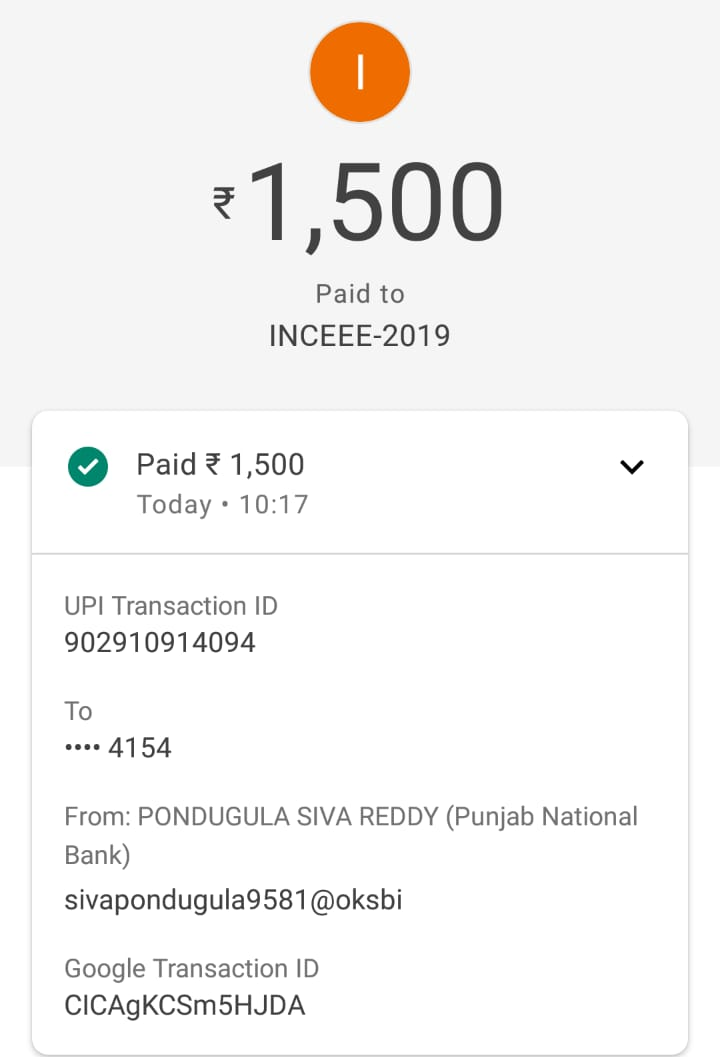 I
₹1,500
Paid to
INCEEE-2019
Paid ₹ 1,500
Today • 10:17
UPI Transaction ID
902910914094
To
•••• 4154
From: PONDUGULA SIVA REDDY (Punjab National
Bank)
sivapondugula9581@oksbi
Google Transaction ID
CICAgKCSm5HJDA